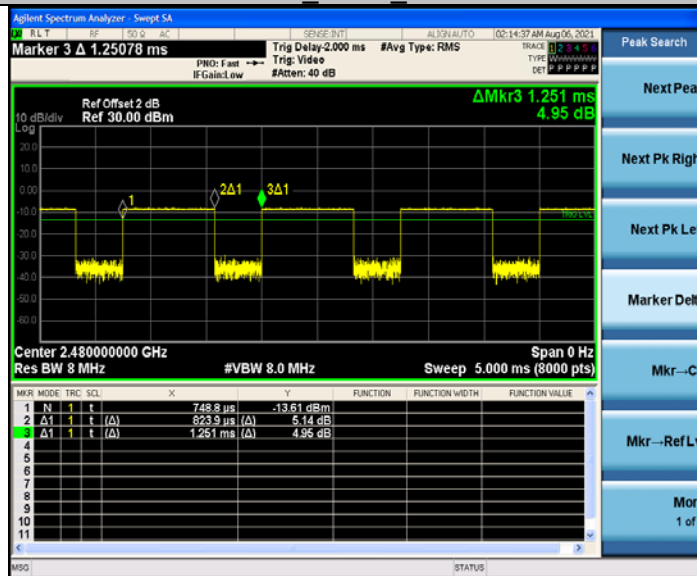 Agilent Spectrum Analyzer - Swept SA
RLT RF 50 Ω AC SENSE:INT ALIGN AUTO 02:14:37 AM Aug 06, 2021
Marker 3 Δ 1.25078 ms Trig Delay-2.000 ms #Avg Type: RMS TRACE 1 2 3 4 5 6
PNO: Fast Trig: Video TYPE
IFGain:Low #Atten: 40 dB DET P P P P P P
Peak Search
Ref Offset 2 dB ΔMkr3 1.251 ms
10 dB/div Ref 30.00 dBm 4.95 dB
Log
20.0
10.0
0.00
-10.0
-20.0
-30.0
-40.0
-50.0
-60.0
1
2Δ1
3Δ1
TRIG LVL
Center 2.480000000 GHz Span 0 Hz
Res BW 8 MHz #VBW 8.0 MHz Sweep 5.000 ms (8000 pts)
MKR MODE TRC SCL X Y FUNCTION FUNCTION WIDTH FUNCTION VALUE
1 N 1 t 748.8 µs -13.61 dBm
2 Δ1 1 t (Δ) 823.9 µs (Δ) 5.14 dB
3 Δ1 1 t (Δ) 1.251 ms (Δ) 4.95 dB
4
5
6
7
8
9
10
11
MSG STATUS
Next Pea
Next Pk Righ
Next Pk Le
Marker Delt
Mkr→C
Mkr→Ref Lv
Mor
1 of